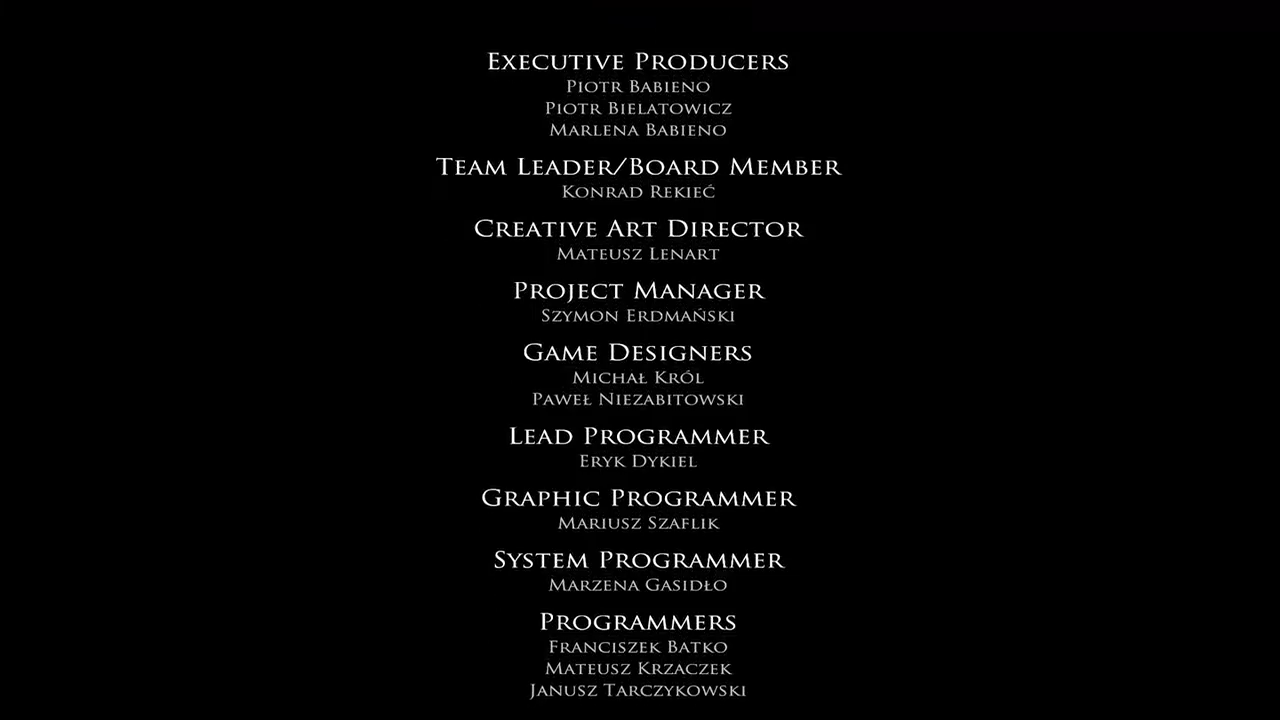 Executive Producers
Piotr Babieno
Piotr Bielatowicz
Marlena Babieno
Team Leader/Board Member
Konrad Rekieć
Creative Art Director
Mateusz Lenart
Project Manager
Szymon Erdmański
Game Designers
Michał Król
Paweł Niezabitowski
Lead Programmer
Eryk Dykiel
Graphic Programmer
Mariusz Szaflik
System Programmer
Marzena Gasidło
Programmers
Franciszek Batko
Mateusz Krzaczek
Janusz Tarczykowski